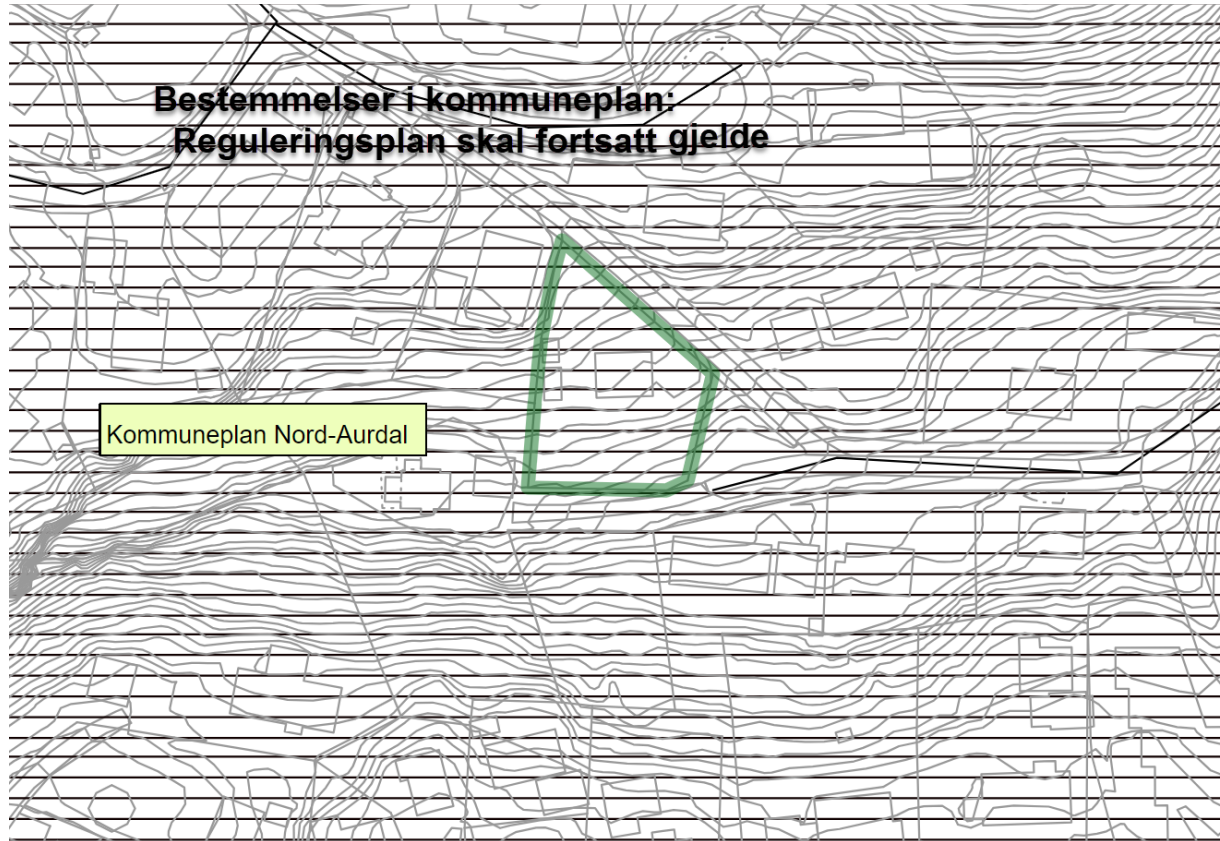 Bestemmelser i kommuneplan:
Reguleringsplan skal fortsatt gjelde
Kommuneplan Nord-Aurdal